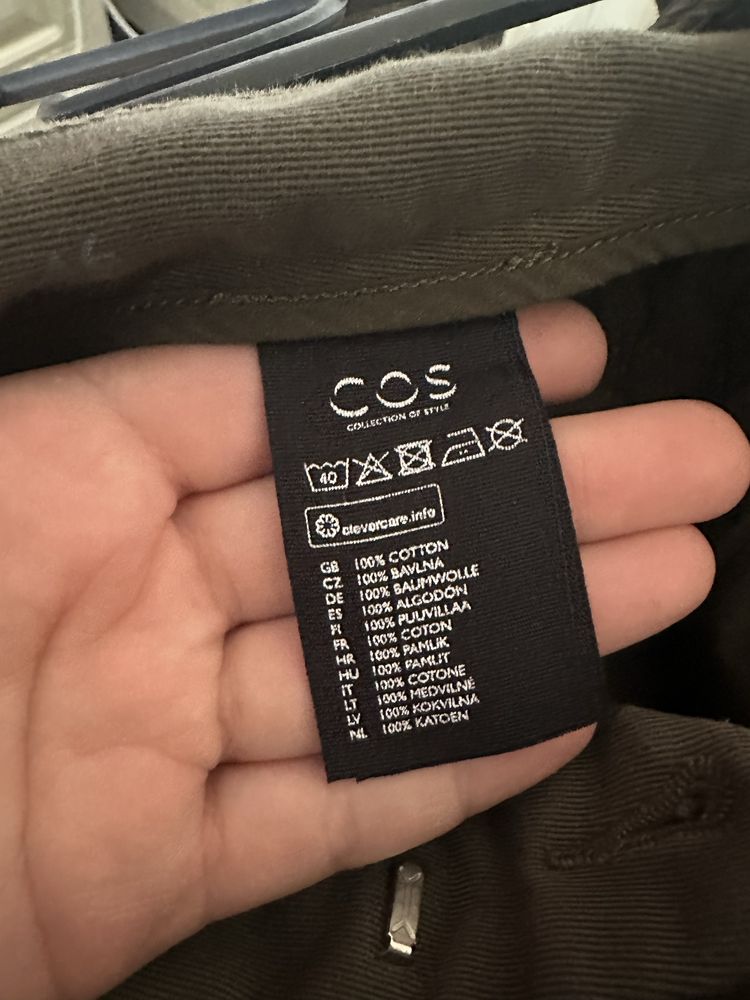 COS
COLLECTION OF STYLE
40
clevercare.info
GB 100% COTTON
CZ 100% BAVLNA
DE 100% BAUMWOLLE
ES 100% ALGODÓN
FI 100% PUUVILLAA
FR 100% COTON
HR 100% PAMUK
HU 100% PAMUT
IT 100% COTONE
LT 100% MEDVILNĖ
LV 100% KOKVILNA
NL 100% KATOEN